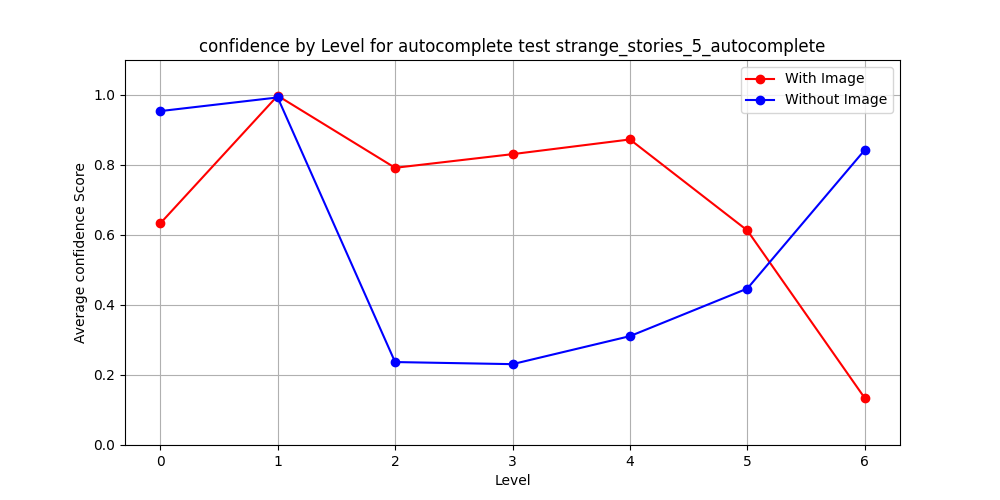 confidence by Level for autocomplete test strange_stories_5_autocomplete
With Image
Without Image
Average confidence Score
1.0
0.8
0.6
0.4
0.2
0.0
0 1 2 3 4 5 6
Level